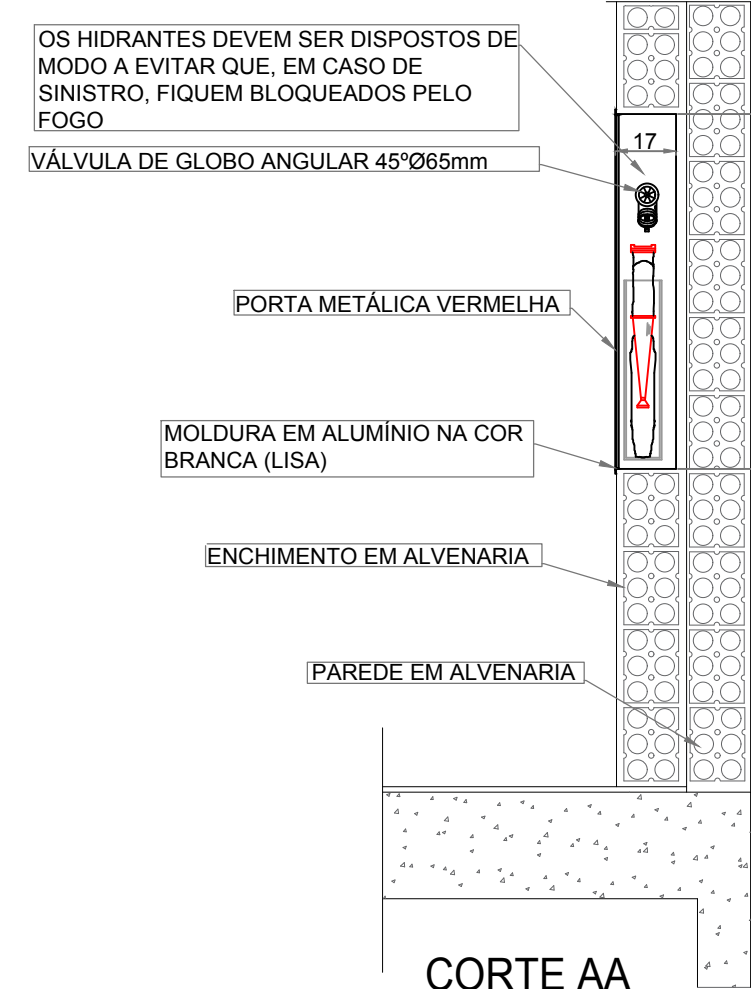 OS HIDRANTES DEVEM SER DISPOSTOS DE
MODO A EVITAR QUE, EM CASO DE
SINISTRO, FIQUEM BLOQUEADOS PELO
FOGO
17
VÁLVULA DE GLOBO ANGULAR 45ºØ65mm
PORTA METÁLICA VERMELHA
MOLDURA EM ALUMÍNIO NA COR
BRANCA (LISA)
ENCHIMENTO EM ALVENARIA
PAREDE EM ALVENARIA
CORTE AA